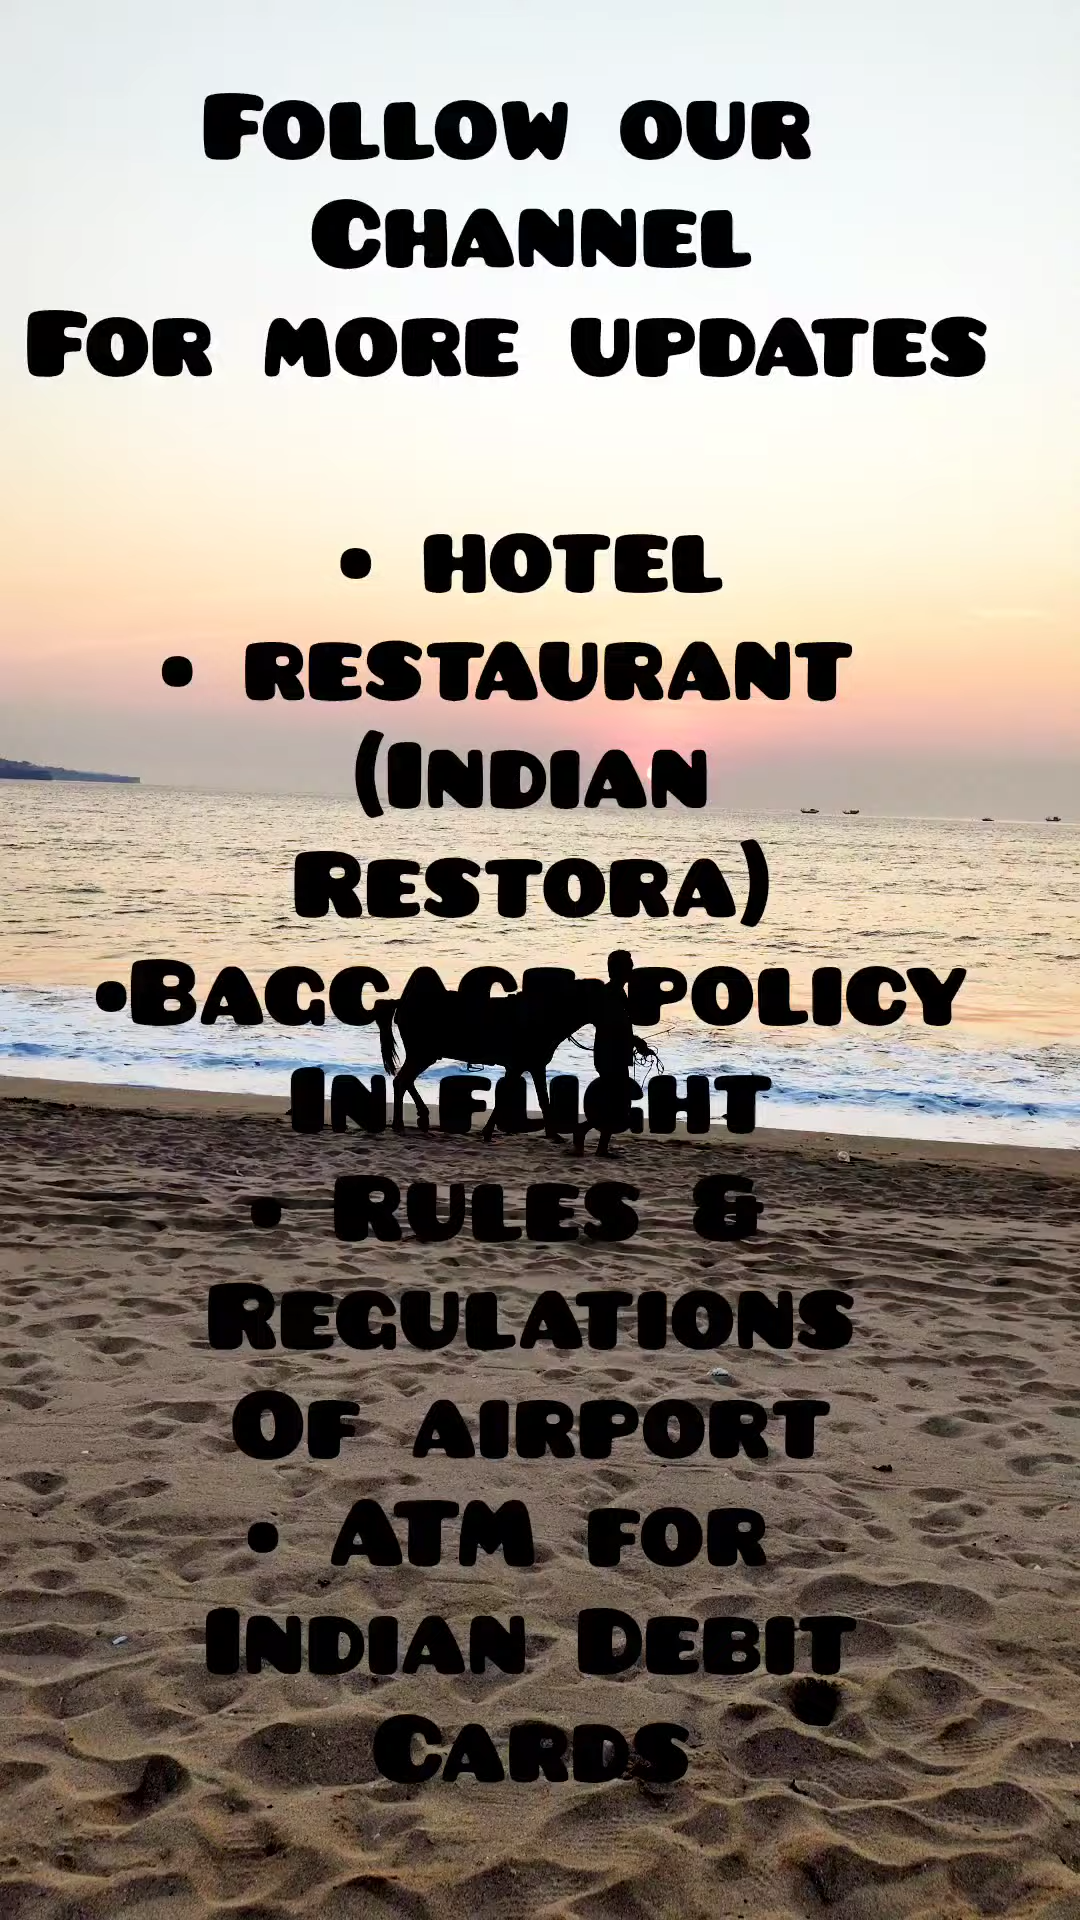 Follow our
Channel
For more updates
• hotel
• restaurant
(Indian
Restora)
•Baggage policy
In flight
• Rules &
Regulations
Of airport
• ATM for
Indian Debit
Cards